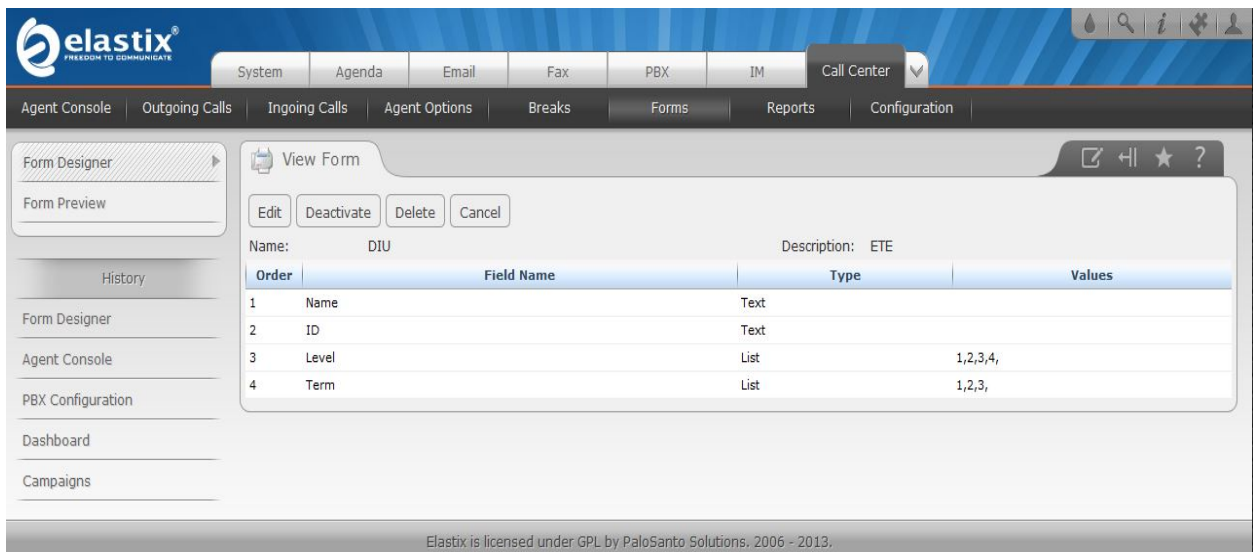 elastix®
FREEDOM TO COMMUNICATE
System Agenda Email Fax PBX IM Call Center
Agent Console Outgoing Calls Ingoing Calls Agent Options Breaks Forms Reports Configuration
Form Designer
Form Preview
History
Form Designer
Agent Console
PBX Configuration
Dashboard
Campaigns
View Form
Edit Deactivate Delete Cancel
Name: DIU Description: ETE
Order Field Name Type Values
1 Name Text
2 ID Text
3 Level List 1,2,3,4,
4 Term List 1,2,3,
Elastix is licensed under GPL by PaloSanto Solutions. 2006 - 2013.